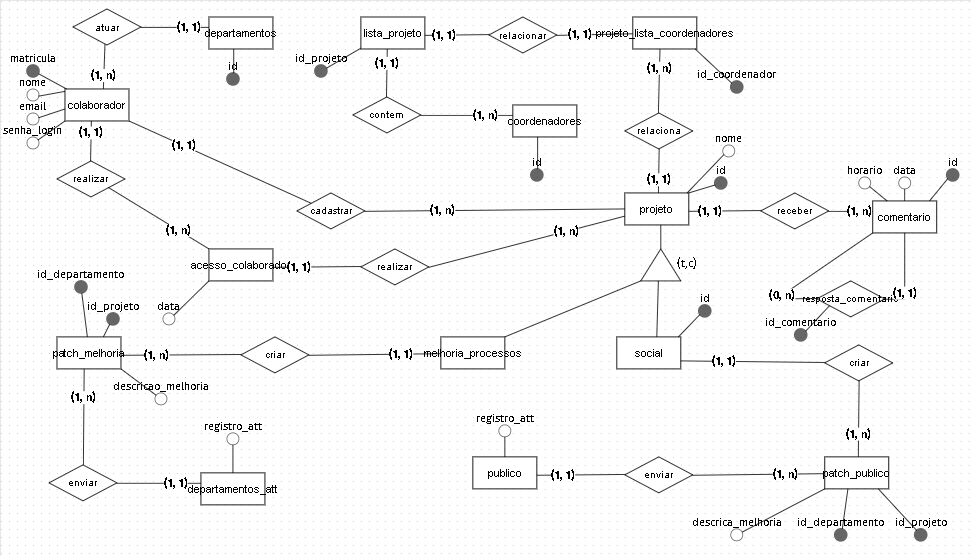 atuar
(1, 1)
departamentos
id
(1, n)
matricula
nome
email
senha_login
colaborador
(1, 1)
(1, 1)
realizar
(1, n)
cadastrar
(1, n)
lista_projeto
id_projeto
(1, 1)
relacionar
(1, 1)
projeto_lista_coordenadores
id_coordenador
(1, 1)
contem
(1, n)
coordenadores
id
(1, n)
relaciona
(1, 1)
nome
id
projeto
(1, 1)
receber
(1, n)
horario
data
id
comentario
(0, n)
resposta_comentario
(1, 1)
id_comentario
acesso_colaborador
(1, 1)
realizar
(1, n)
data
(t,c)
id_departamento
id_projeto
patch_melhoria
(1, n)
criar
(1, 1)
melhoria_processos
descricao_melhoria
(1, n)
enviar
(1, 1)
departamentos_att
registro_att
id
social
(1, 1)
criar
(1, n)
registro_att
publico
(1, 1)
enviar
(1, n)
patch_publico
descrica_melhoria
id_departamento
id_projeto